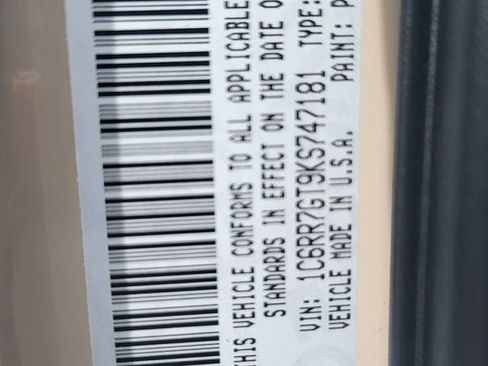 THIS VEHICLE CONFORMS TO ALL APPLICABLE
STANDARDS IN EFFECT ON THE DATE O
VIN: 1C6RR7GT9KS747181 TYPE:
VEHICLE MADE IN U.S.A. PAINT: P